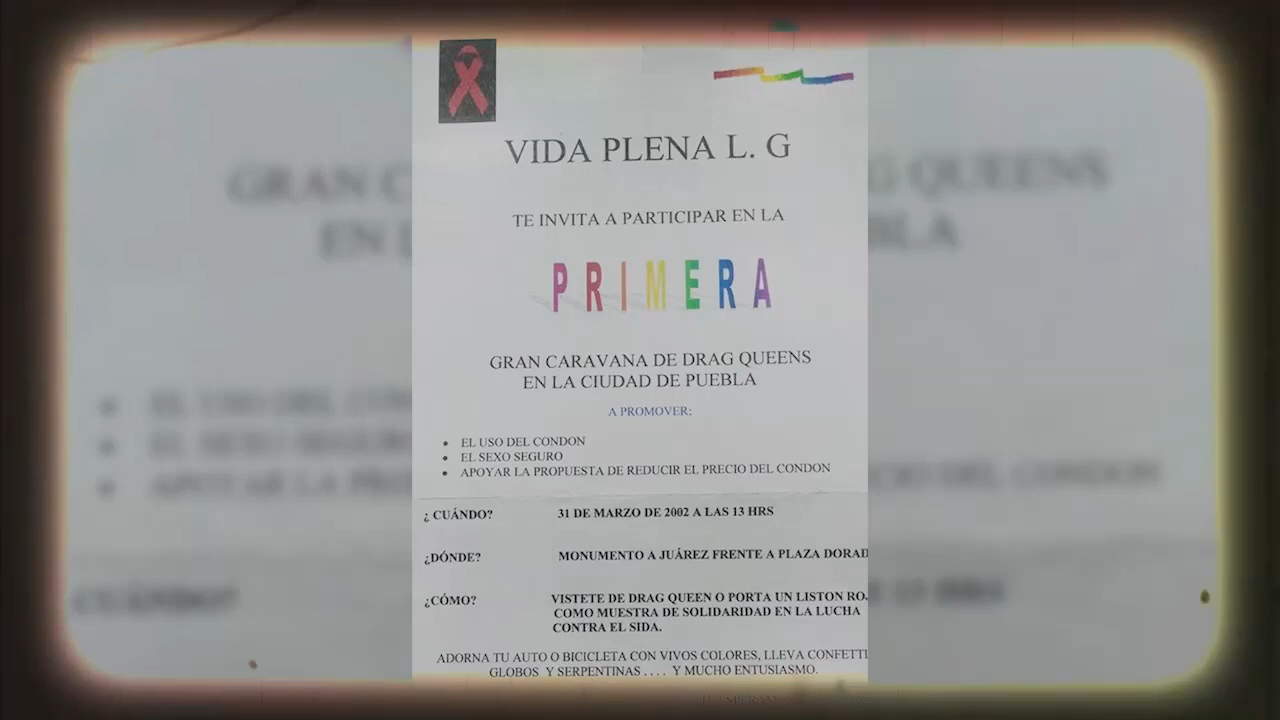 VIDA PLENA L. G
TE INVITA A PARTICIPAR EN LA
PRIMERA
GRAN CARAVANA DE DRAG QUEENS
EN LA CIUDAD DE PUEBLA
A PROMOVER:
• EL USO DEL CONDON
• EL SEXO SEGURO
• APOYAR LA PROPUESTA DE REDUCIR EL PRECIO DEL CONDON
¿ CUÁNDO? 31 DE MARZO DE 2002 A LAS 13 HRS
¿DÓNDE? MONUMENTO A JUÁREZ FRENTE A PLAZA DORAD
¿CÓMO? VISTETE DE DRAG QUEEN O PORTA UN LISTON RO
COMO MUESTRA DE SOLIDARIDAD EN LA LUCHA
CONTRA EL SIDA.
ADORNA TU AUTO O BICICLETA CON VIVOS COLORES, LLEVA CONFETTI
GLOBOS Y SERPENTINAS . . . . Y MUCHO ENTUSIASMO.